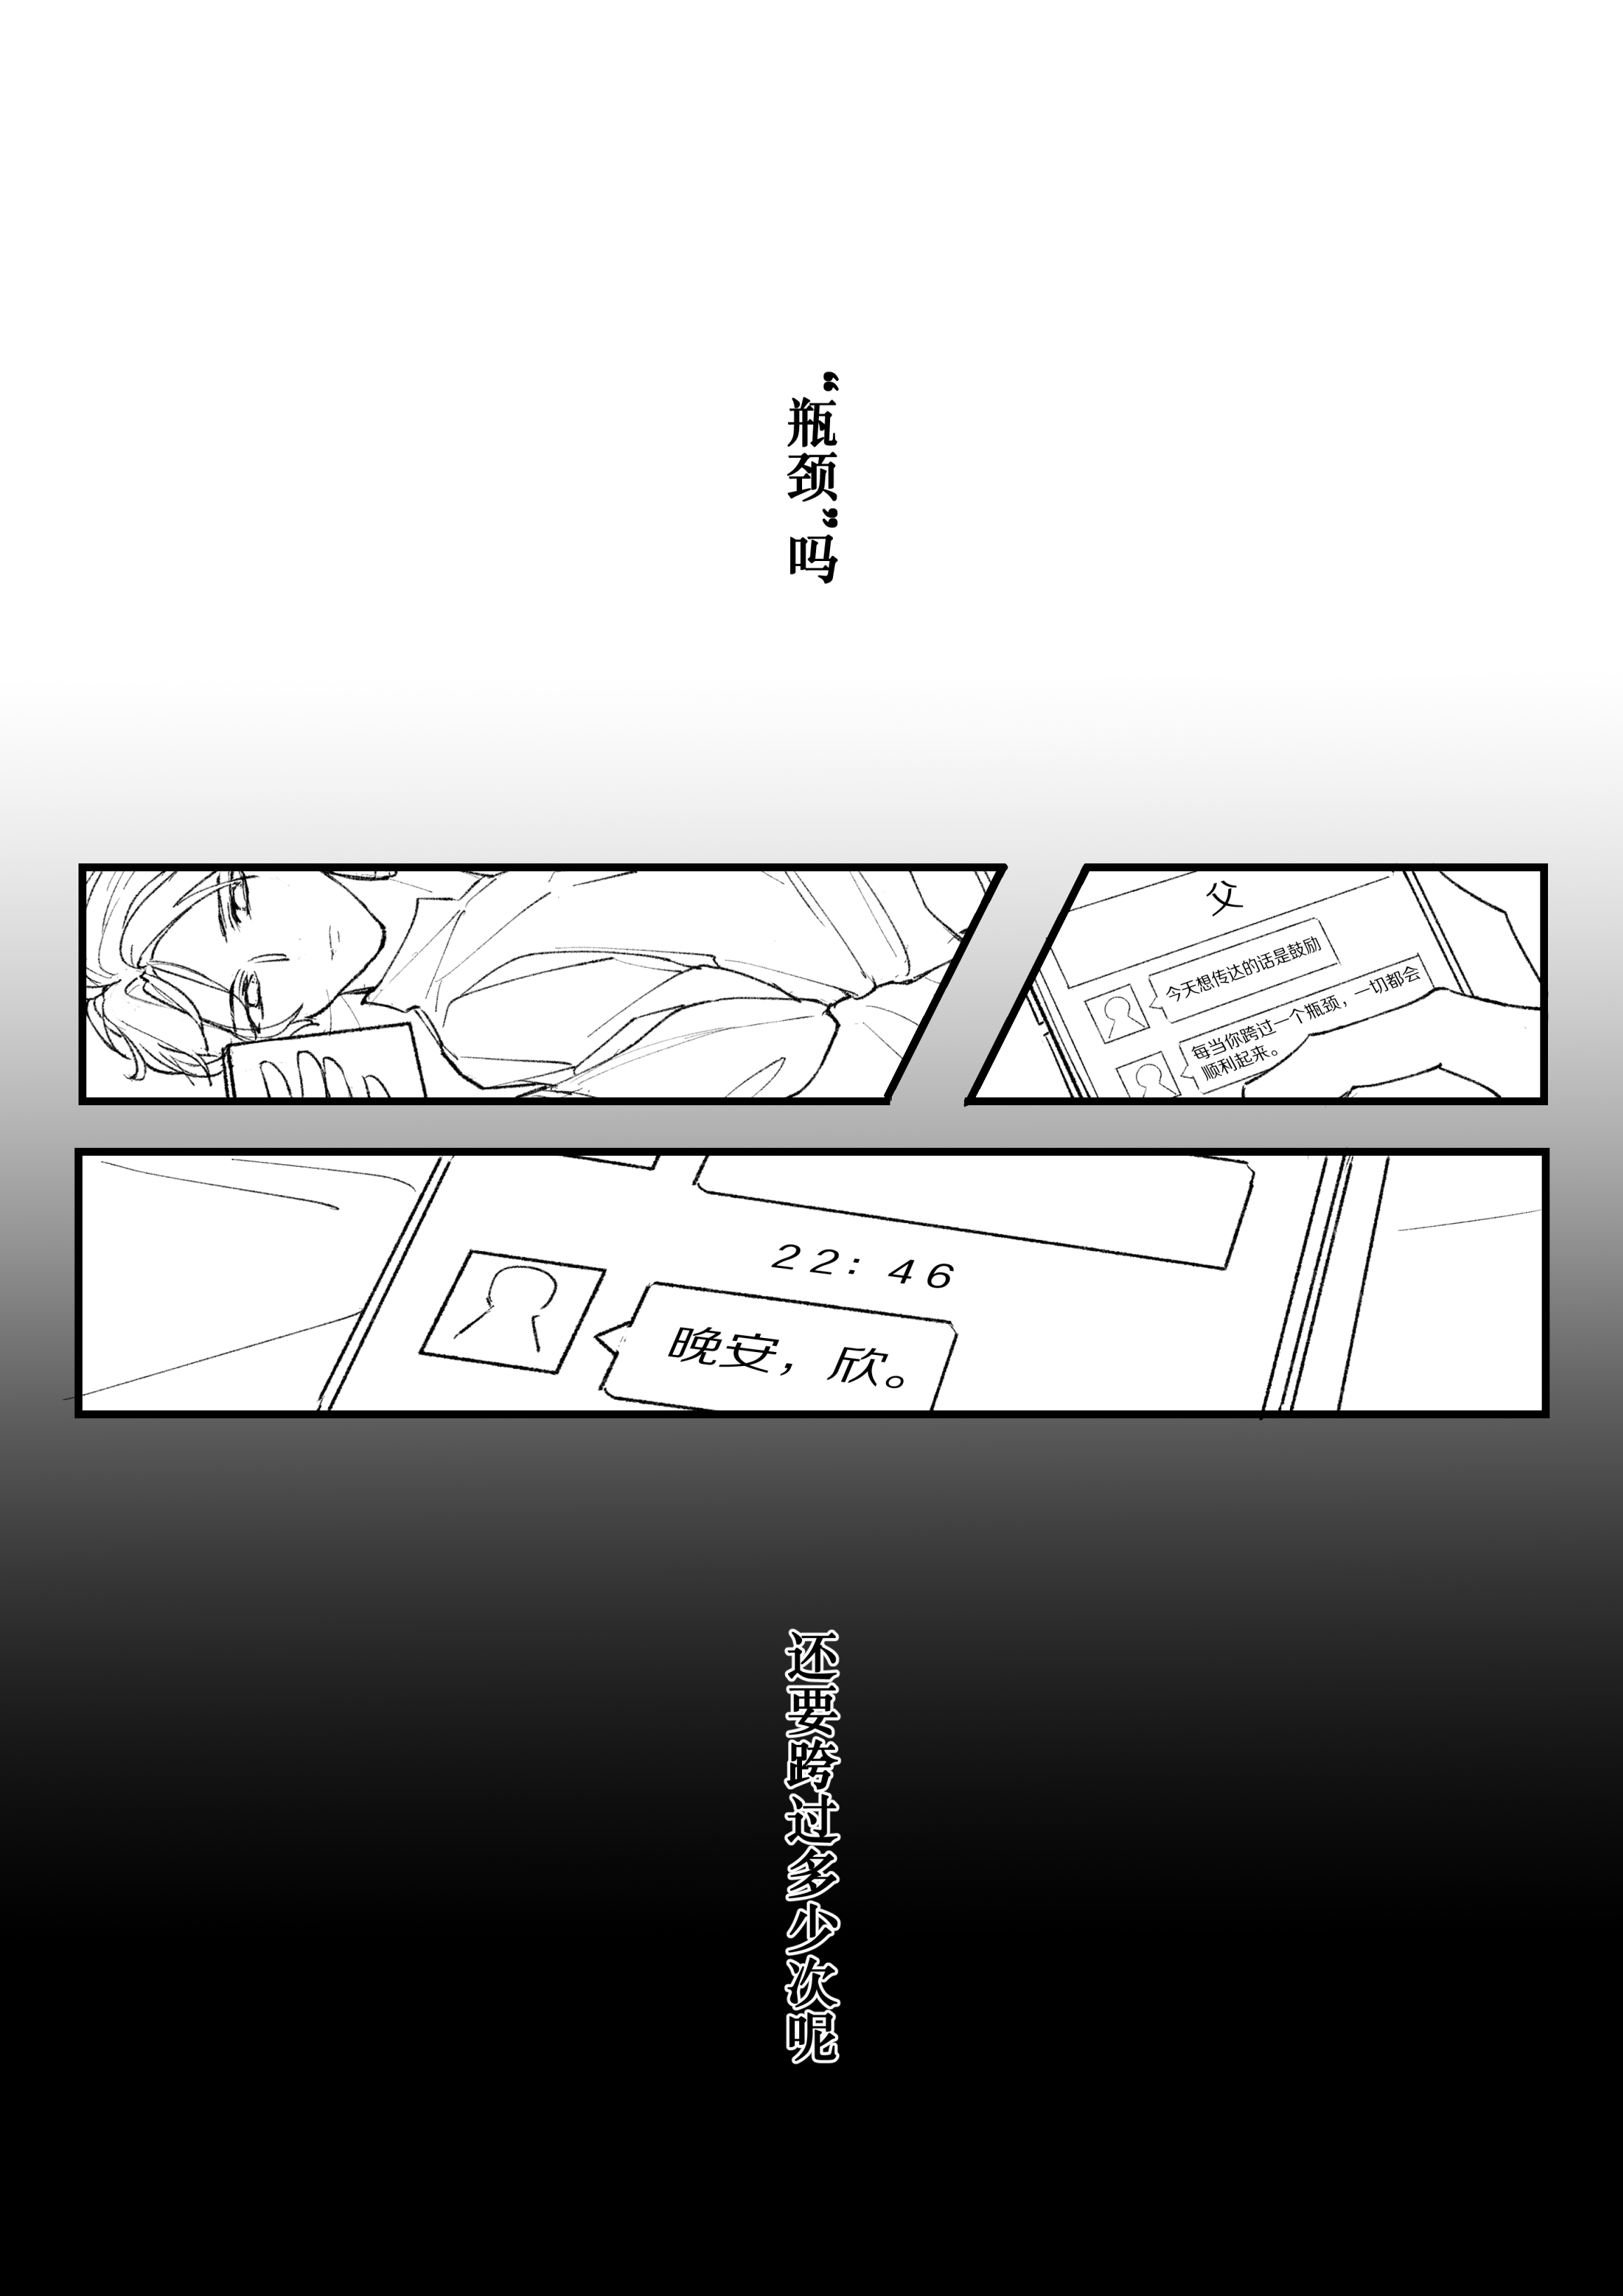 ”瓶颈“吗
父
今天想传达的话是鼓励
每当你跨过一个瓶颈，一切都会
顺利起来。
22：46
晚安，欣。
还要跨过多少次呢